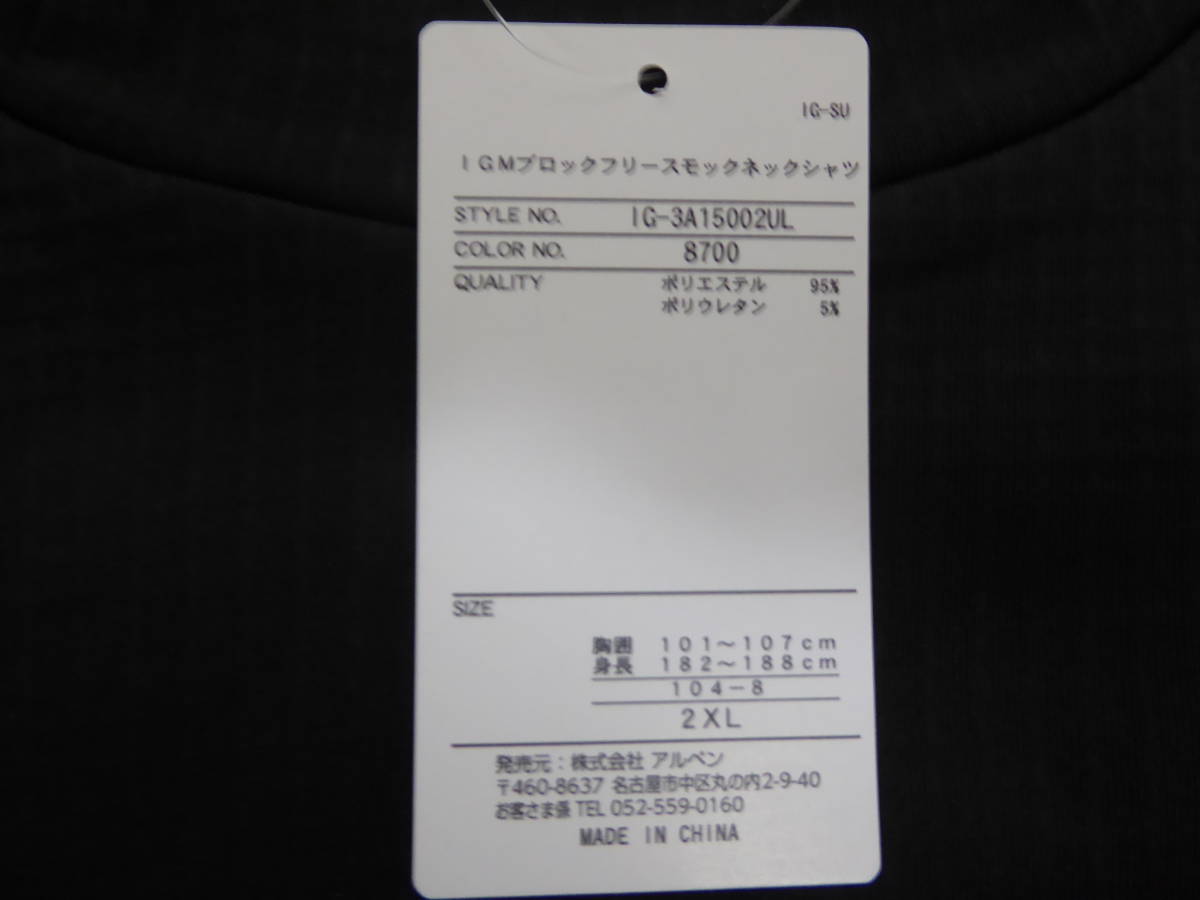 IG-SU
IGMブロックフリースモックネックシャツ
STYLE NO. IG-3A15002UL
COLOR NO. 8700
QUALITY ポリエステル 95%
ポリウレタン 5%
SIZE
胸囲 101~107cm
身長 182~188cm
104-8
2XL
発売元:株式会社 アルペン
〒460-8637 名古屋市中区丸の内2-9-40
お客さま係 TEL 052-559-0160
MADE IN CHINA